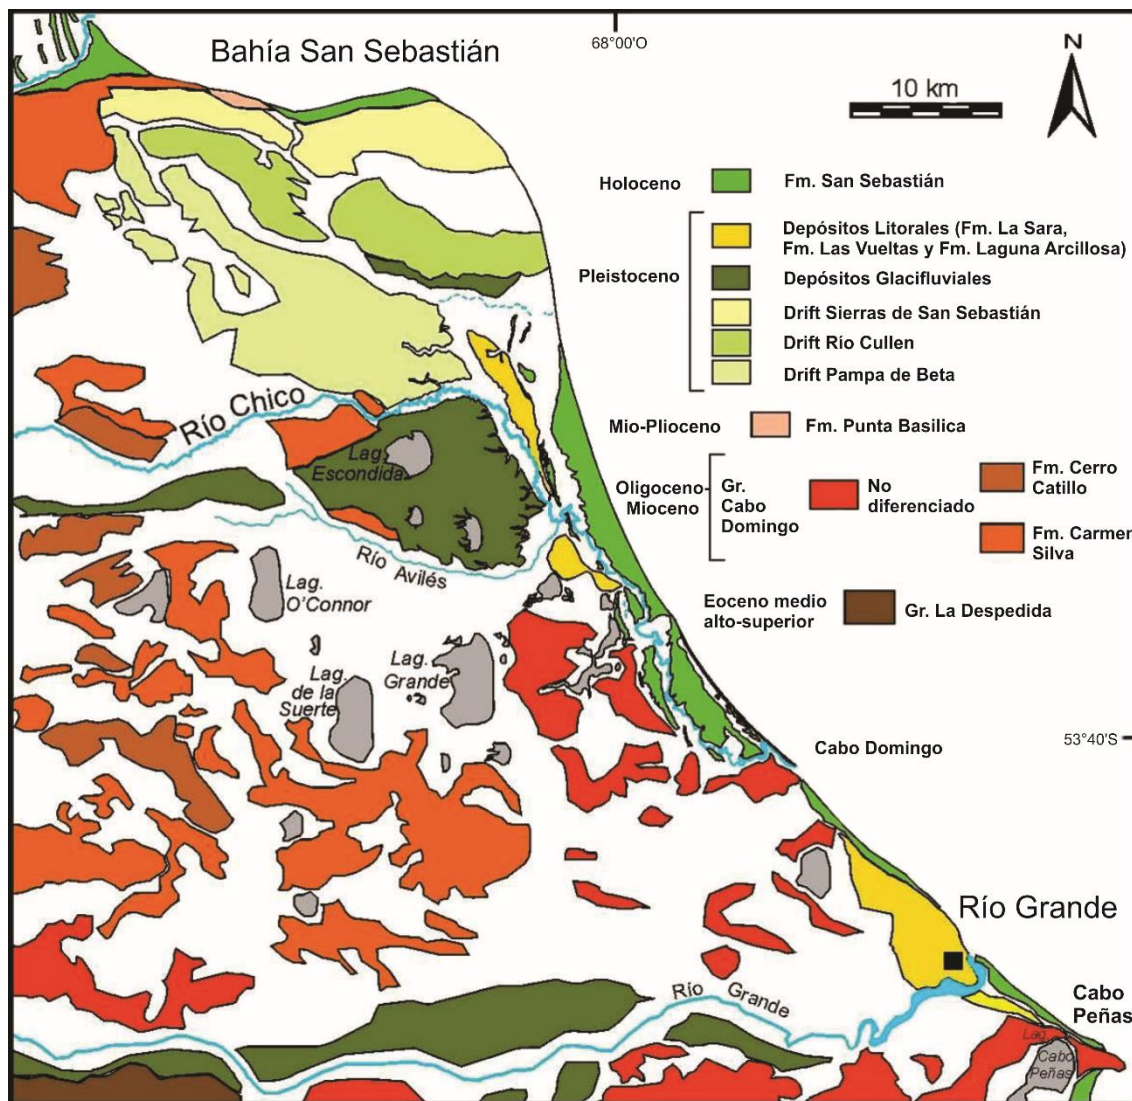 Bahía San Sebastián
68°00'O
N
10 km
Holoceno
Fm. San Sebastián
Pleistoceno
Depósitos Litorales (Fm. La Sara,
Fm. Las Vueltas y Fm. Laguna Arcillosa)
Depósitos Glacifluviales
Drift Sierras de San Sebastián
Drift Río Cullen
Drift Pampa de Beta
Mio-Plioceno
Fm. Punta Basilica
Oligoceno-
Mioceno
Gr.
Cabo
Domingo
No
diferenciado
Fm. Cerro
Catillo
Fm. Carmen
Silva
Eoceno medio
alto-superior
Gr. La Despedida
Río Chico
Lag.
Escondida
Río Avilés
Lag.
O'Connor
Lag.
de la
Suerte
Lag.
Grande
Cabo Domingo
53°40'S
Río Grande
Río Grande
Cabo
Peñas
Lag.
Cabo
Peñas